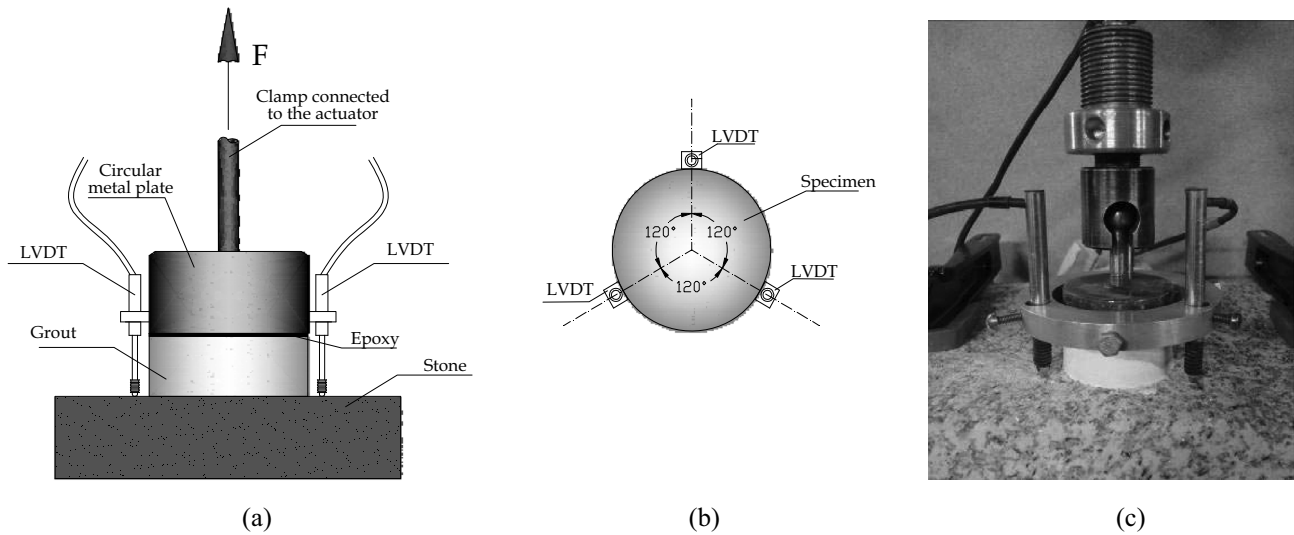 F
Clamp connected
to the actuator
Circular
metal plate
LVDT
LVDT
Grout
Epoxy
Stone
(a)
LVDT
Specimen
120°
120°
120°
LVDT
LVDT
(b)
(c)